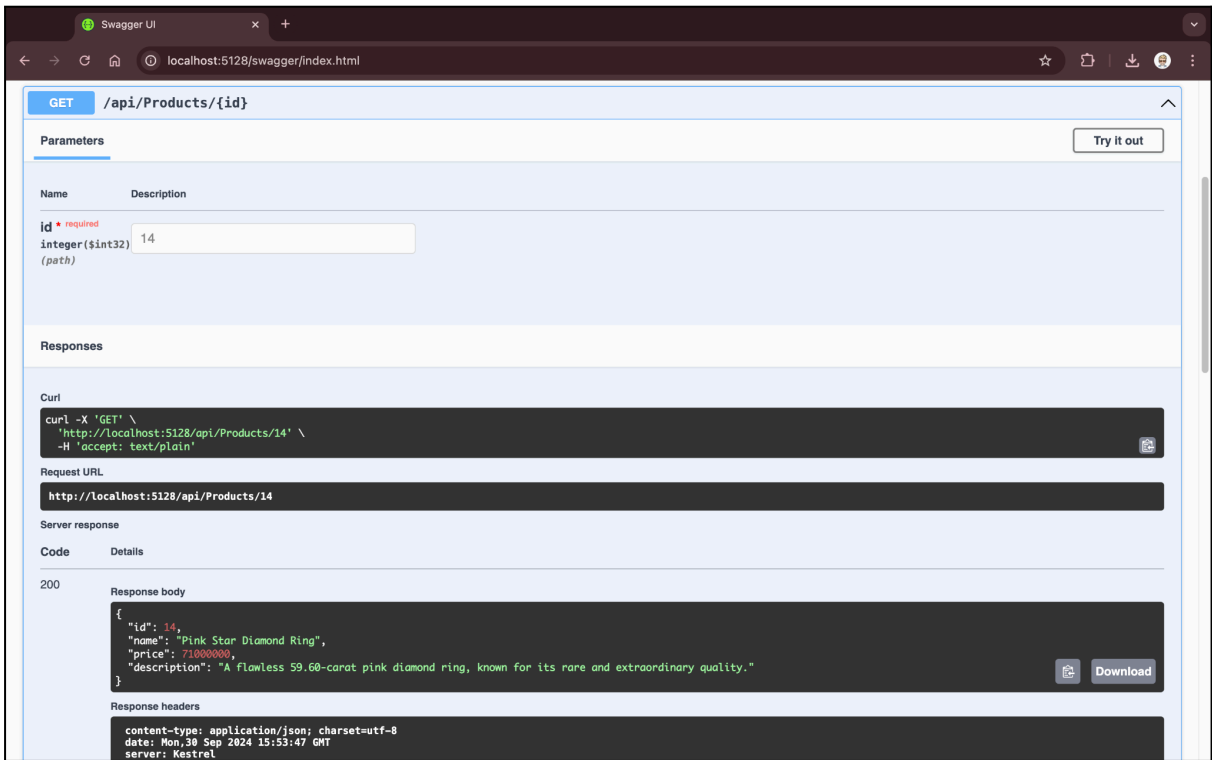 Swagger UI
localhost:5128/swagger/index.html
GET /api/Products/{id}
Parameters
Try it out
Name Description
id * required
integer($int32)
(path)
14
Responses
Curl
curl -X 'GET' \
'http://localhost:5128/api/Products/14' \
-H 'accept: text/plain'
Request URL
http://localhost:5128/api/Products/14
Server response
Code Details
200
Response body
{
"id": 14,
"name": "Pink Star Diamond Ring",
"price": 71000000,
"description": "A flawless 59.60-carat pink diamond ring, known for its rare and extraordinary quality."
}
Download
Response headers
content-type: application/json; charset=utf-8
date: Mon,30 Sep 2024 15:53:47 GMT
server: Kestrel